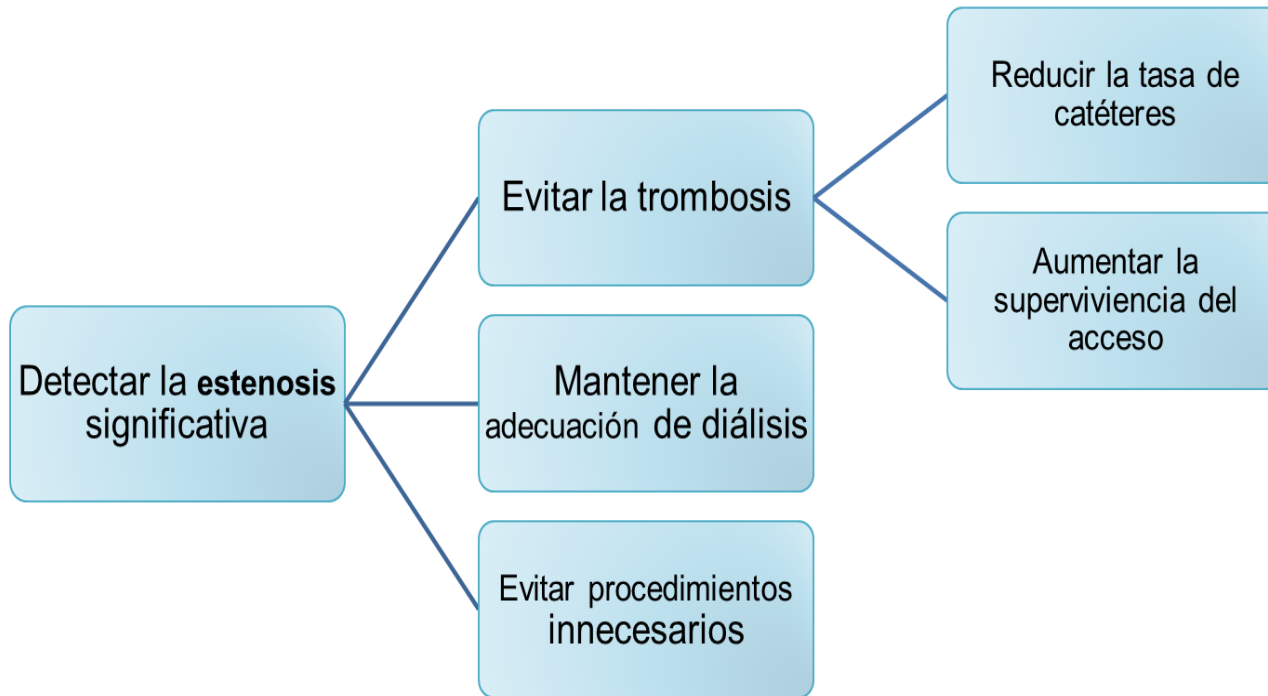 Detectar la estenosis
significativa
Evitar la trombosis
Mantener la
adecuación de diálisis
Evitar procedimientos
innecesarios
Reducir la tasa de
catéteres
Aumentar la
superviviencia del
acceso